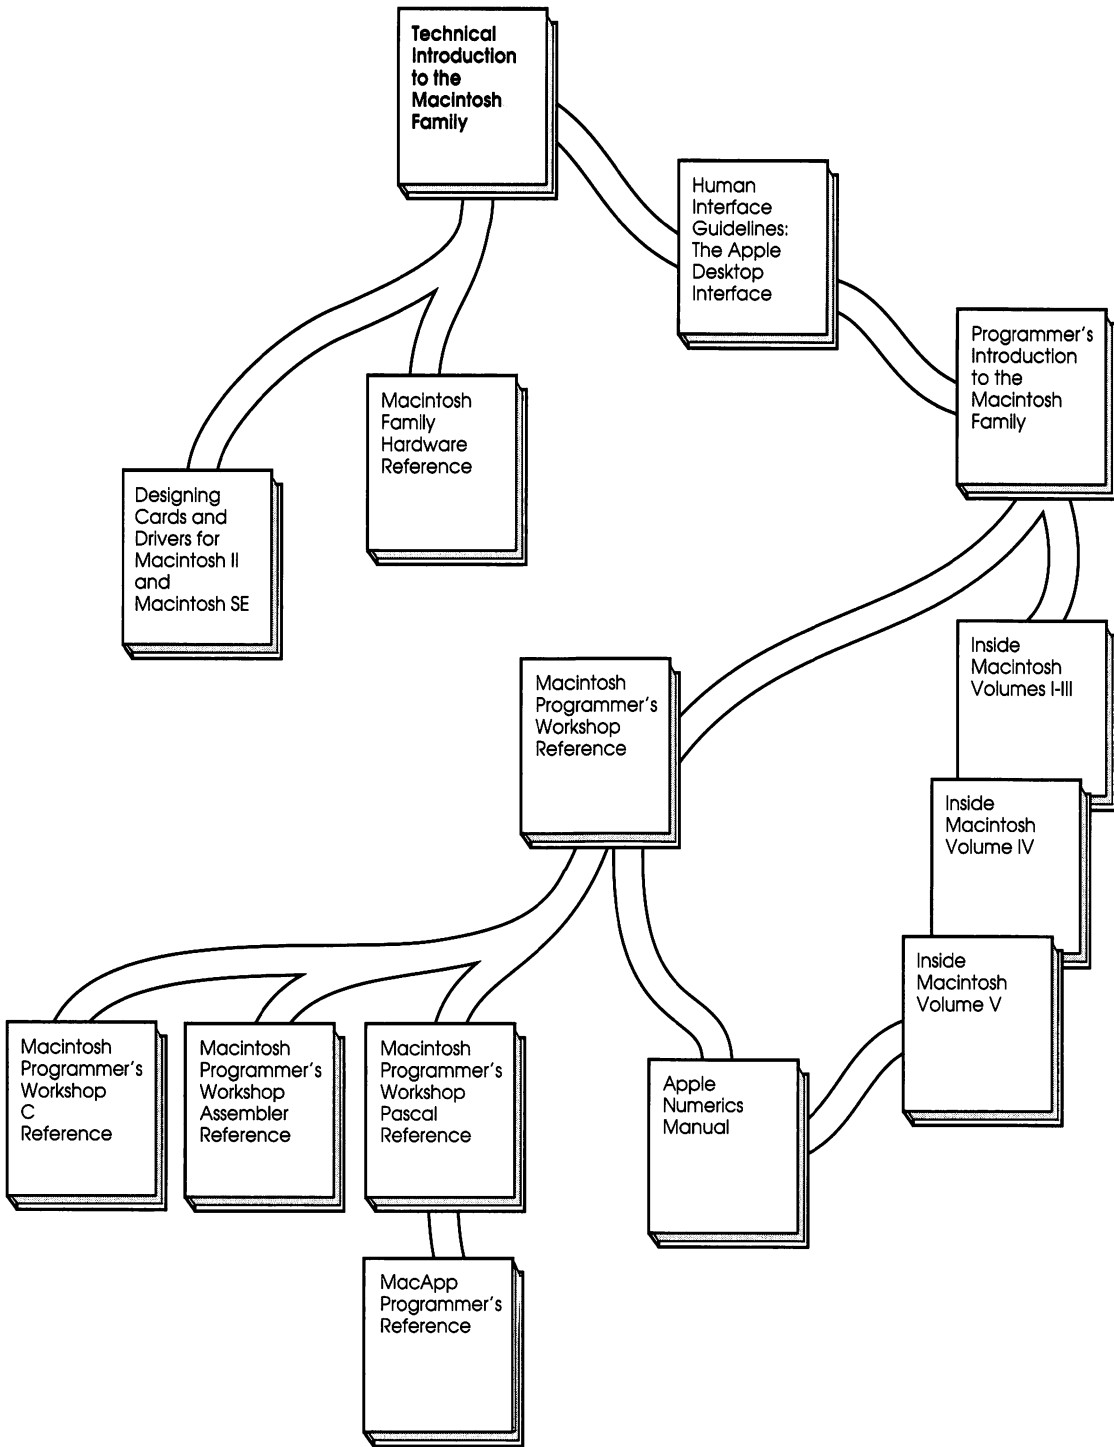 Technical
Introduction
to the
Macintosh
Family
Human
Interface
Guidelines:
The Apple
Desktop
Interface
Programmer's
Introduction
to the
Macintosh
Family
Macintosh
Family
Hardware
Reference
Designing
Cards and
Drivers for
Macintosh II
and
Macintosh SE
Inside
Macintosh
Volumes I-III
Macintosh
Programmer's
Workshop
Reference
Inside
Macintosh
Volume IV
Inside
Macintosh
Volume V
Macintosh
Programmer's
Workshop
C
Reference
Macintosh
Programmer's
Workshop
Assembler
Reference
Macintosh
Programmer's
Workshop
Pascal
Reference
Apple
Numerics
Manual
MacApp
Programmer's
Reference